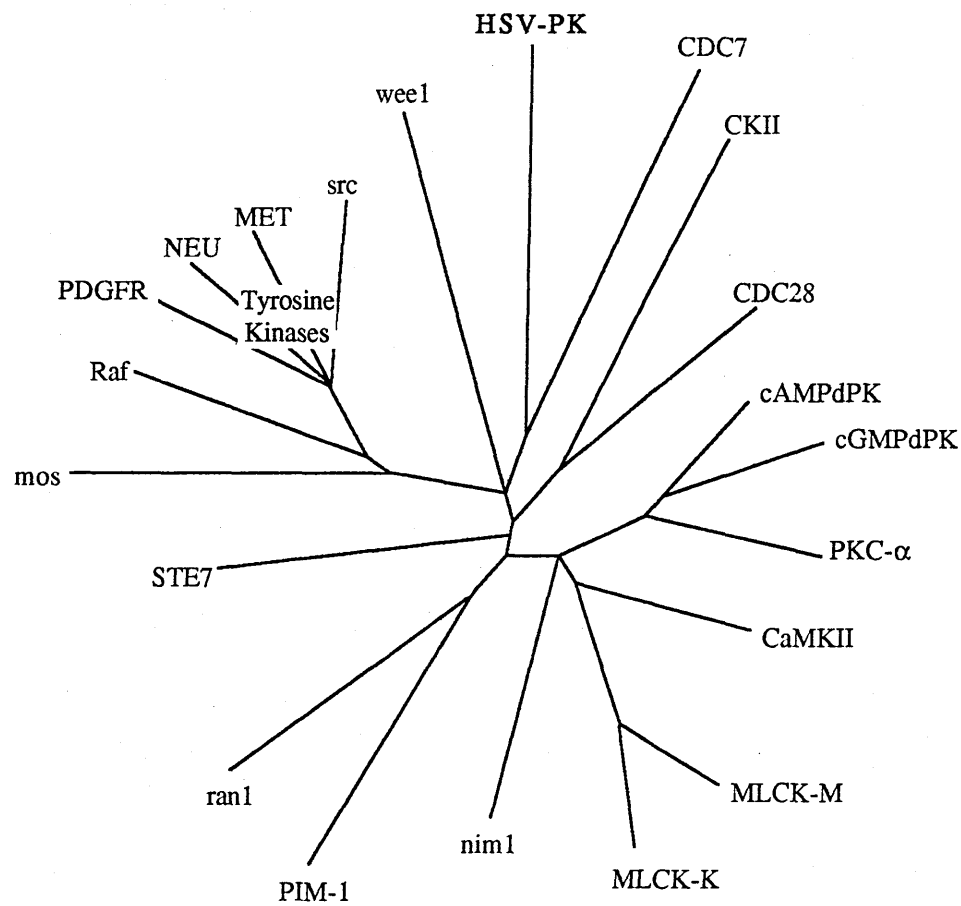 HSV-PK
CDC7
wee1
CKII
src
MET
NEU
PDGFR
Tyrosine
Kinases
CDC28
Raf
cAMPdPK
cGMPdPK
mos
PKC-α
STE7
CaMKII
ran1
MLCK-M
nim1
MLCK-K
PIM-1